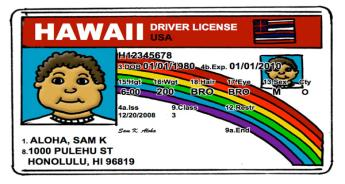 HAWAII DRIVER LICENSE
USA
H12345678
3.DOB 01/01/1980 4b.Exp. 01/01/2010
15.Hgt 16.Wgt 18.Hair 17.Eye 13.Sex Cty
6-00 200 BRO BRO M O
4a.Iss 9.Class 12.Restr
12/20/2008 3
Sam K. Aloha 9a.End
1. ALOHA, SAM K
8.1000 PULEHU ST
HONOLULU, HI 96819